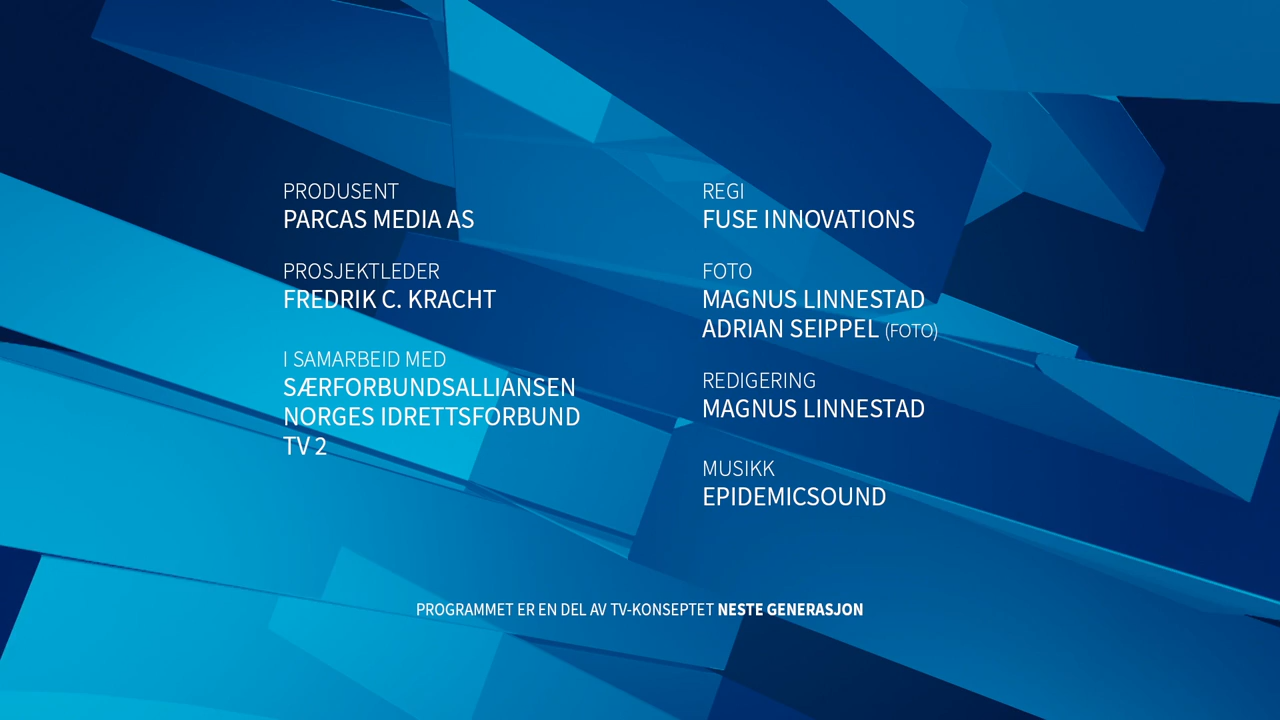 PRODUSENT
PARCAS MEDIA AS
PROSJEKTLEDER
FREDRIK C. KRACHT
I SAMARBEID MED
SÆRFORBUNDSALLIANSEN
NORGES IDRETTSFORBUND
TV 2
REGI
FUSE INNOVATIONS
FOTO
MAGNUS LINNESTAD
ADRIAN SEIPPEL (FOTO)
REDIGERING
MAGNUS LINNESTAD
MUSIKK
EPIDEMICSOUND
PROGRAMMET ER EN DEL AV TV-KONSEPTET NESTE GENERASJON